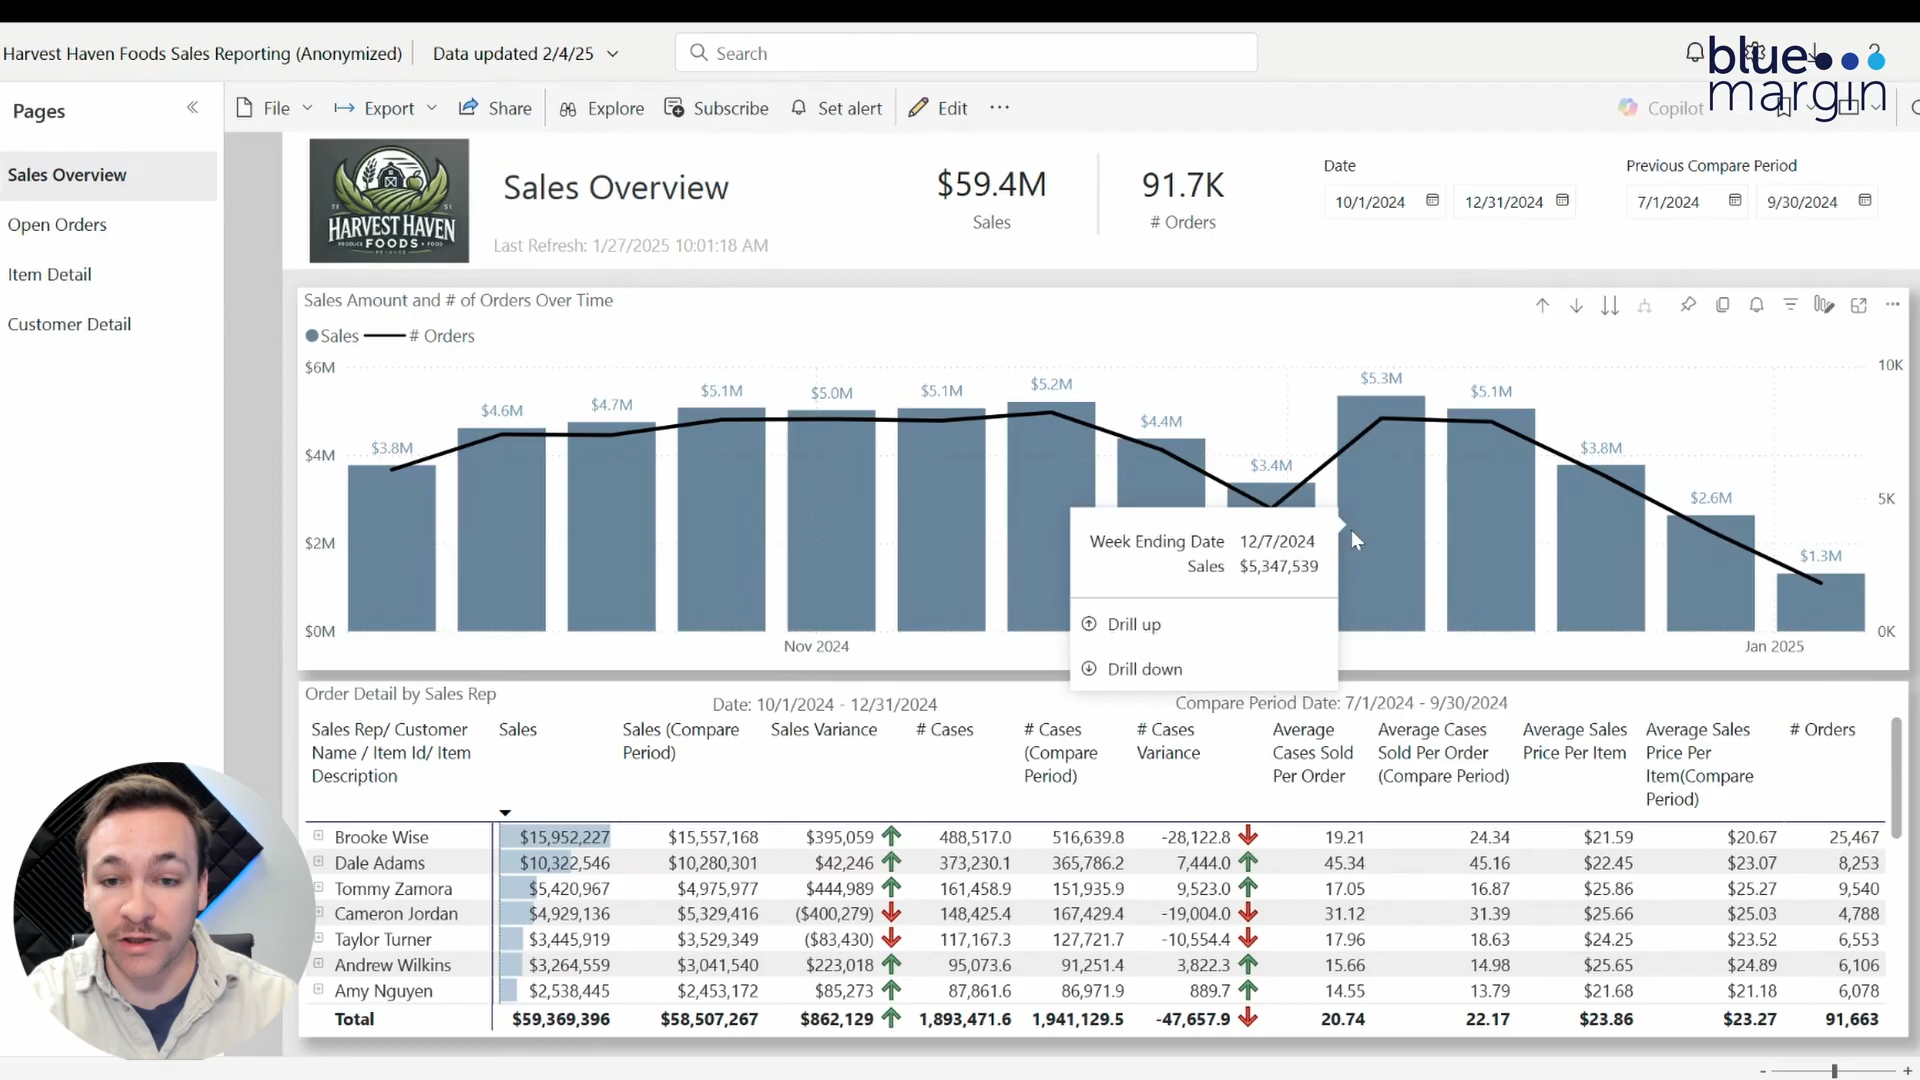 Harvest Haven Foods Sales Reporting (Anonymized)
Data updated 2/4/25
Search
blue
margin
Pages
File
Export
Share
Explore
Subscribe
Set alert
Edit
Copilot
Sales Overview
Open Orders
Item Detail
Customer Detail
HARVEST HAVEN
FOODS
Sales Overview
Last Refresh: 1/27/2025 10:01:18 AM
$59.4M
Sales
91.7K
# Orders
Date
10/1/2024
12/31/2024
Previous Compare Period
7/1/2024
9/30/2024
Sales Amount and # of Orders Over Time
Sales # Orders
$6M
$4M
$2M
$0M
$3.8M
$4.6M
$4.7M
$5.1M
$5.0M
$5.1M
$5.2M
$4.4M
$3.4M
$5.3M
$5.1M
$3.8M
$2.6M
$1.3M
10K
5K
0K
Nov 2024
Jan 2025
Week Ending Date 12/7/2024
Sales $5,347,539
Drill up
Drill down
Order Detail by Sales Rep
Date: 10/1/2024 - 12/31/2024
Compare Period Date: 7/1/2024 - 9/30/2024
Sales Rep/ Customer
Name / Item Id/ Item
Description
Sales
Sales (Compare
Period)
Sales Variance
# Cases
# Cases
(Compare
Period)
# Cases
Variance
Average
Cases Sold
Per Order
Average Cases
Sold Per Order
(Compare Period)
Average Sales
Price Per Item
Average Sales
Price Per
Item(Compare
Period)
# Orders
Brooke Wise $15,952,227 $15,557,168 $395,059 488,517.0 516,639.8 -28,122.8 19.21 24.34 $21.59 $20.67 25,467
Dale Adams $10,322,546 $10,280,301 $42,246 373,230.1 365,786.2 7,444.0 45.34 45.16 $22.45 $23.07 8,253
Tommy Zamora $5,420,967 $4,975,977 $444,989 161,458.9 151,935.9 9,523.0 17.05 16.87 $25.86 $25.27 9,540
Cameron Jordan $4,929,136 $5,329,416 ($400,279) 148,425.4 167,429.4 -19,004.0 31.12 31.39 $25.66 $25.03 4,788
Taylor Turner $3,445,919 $3,529,349 ($83,430) 117,167.3 127,721.7 -10,554.4 17.96 18.63 $24.25 $23.52 6,553
Andrew Wilkins $3,264,559 $3,041,540 $223,018 95,073.6 91,251.4 3,822.3 15.66 14.98 $25.65 $24.89 6,106
Amy Nguyen $2,538,445 $2,453,172 $85,273 87,861.6 86,971.9 889.7 14.55 13.79 $21.68 $21.18 6,078
Total $59,369,396 $58,507,267 $862,129 1,893,471.6 1,941,129.5 -47,657.9 20.74 22.17 $23.86 $23.27 91,663